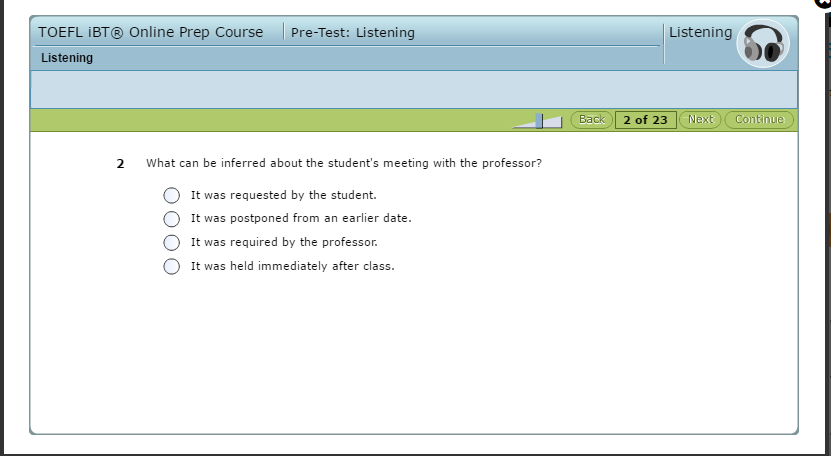 TOEFL iBT® Online Prep Course Pre-Test: Listening Listening
Listening
Back 2 of 23 Next Continue
2 What can be inferred about the student's meeting with the professor?
It was requested by the student.
It was postponed from an earlier date.
It was required by the professor.
It was held immediately after class.